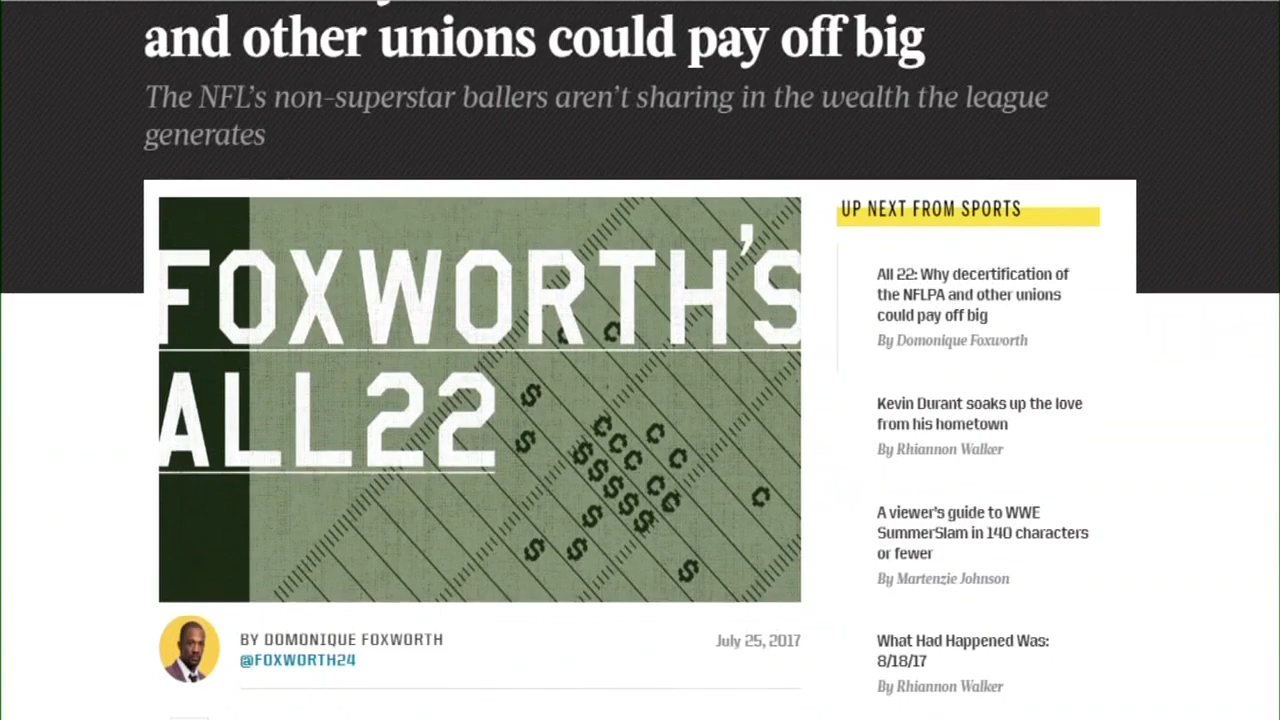 and other unions could pay off big
The NFL's non-superstar ballers aren't sharing in the wealth the league
generates
FOXWORTH'S
ALL 22
BY DOMONIQUE FOXWORTH
@FOXWORTH24
July 25, 2017
UP NEXT FROM SPORTS
All 22: Why decertification of
the NFLPA and other unions
could pay off big
By Domonique Foxworth
Kevin Durant soaks up the love
from his hometown
By Rhiannon Walker
A viewer's guide to WWE
SummerSlam in 140 characters
or fewer
By Martenzie Johnson
What Had Happened Was:
8/18/17
By Rhiannon Walker